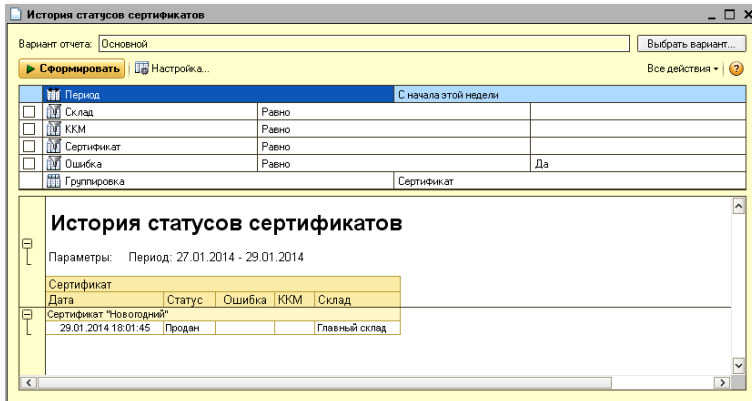 История статусов сертификатов
Вариант отчета: Основной Выбрать вариант...
Сформировать Настройка... Все действия ?
Период С начала этой недели
Склад Равно
ККМ Равно
Сертификат Равно
Ошибка Равно Да
Группировка Сертификат
История статусов сертификатов
Параметры: Период: 27.01.2014 - 29.01.2014
Сертификат
Дата Статус Ошибка ККМ Склад
Сертификат "Новогодний"
29.01.2014 18:01:45 Продан Главный склад